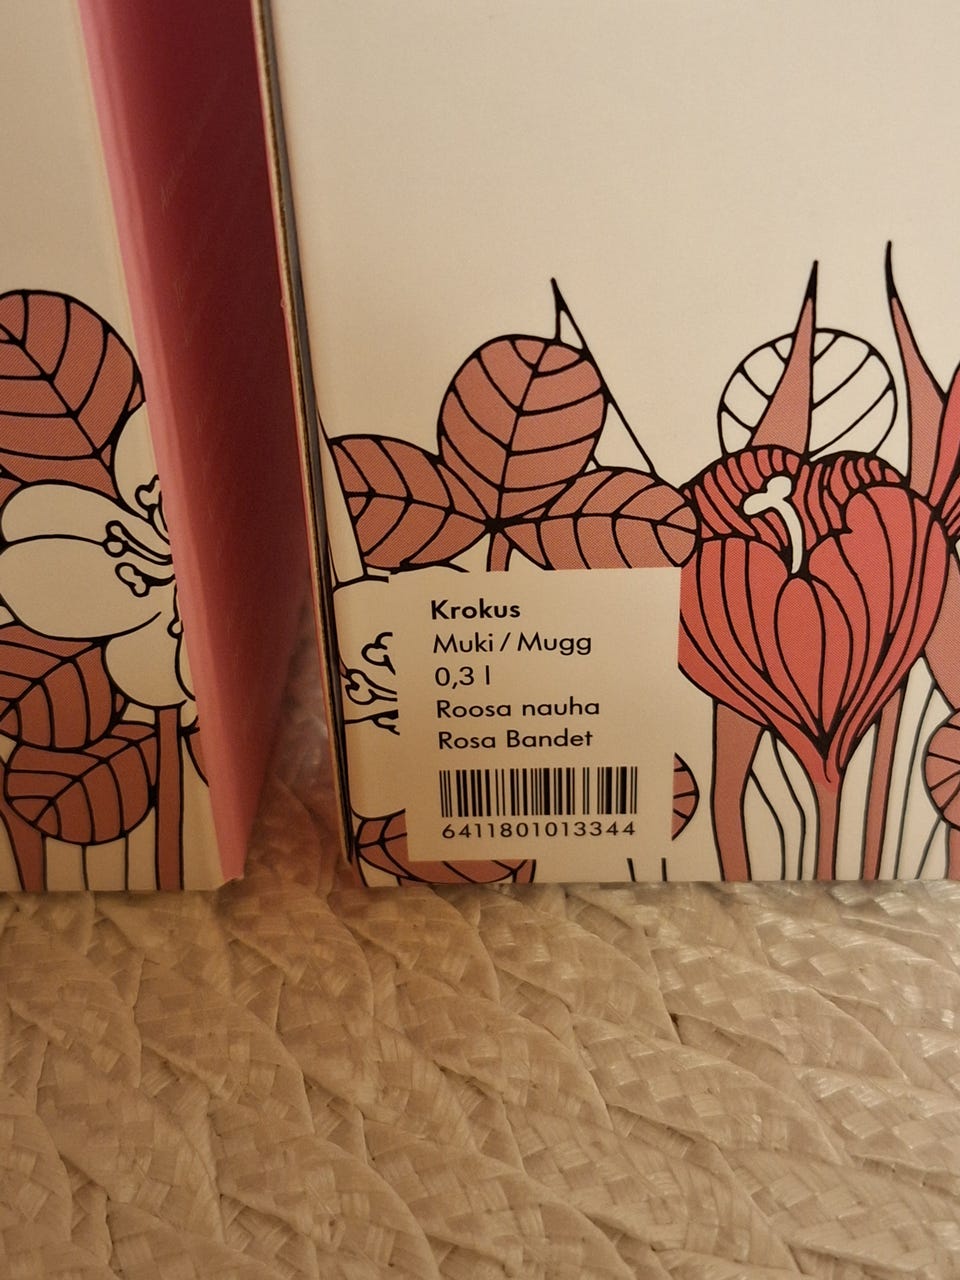 Krokus
Muki / Mugg
0,3 l
Roosa nauha
Rosa Bandet
6411801013344